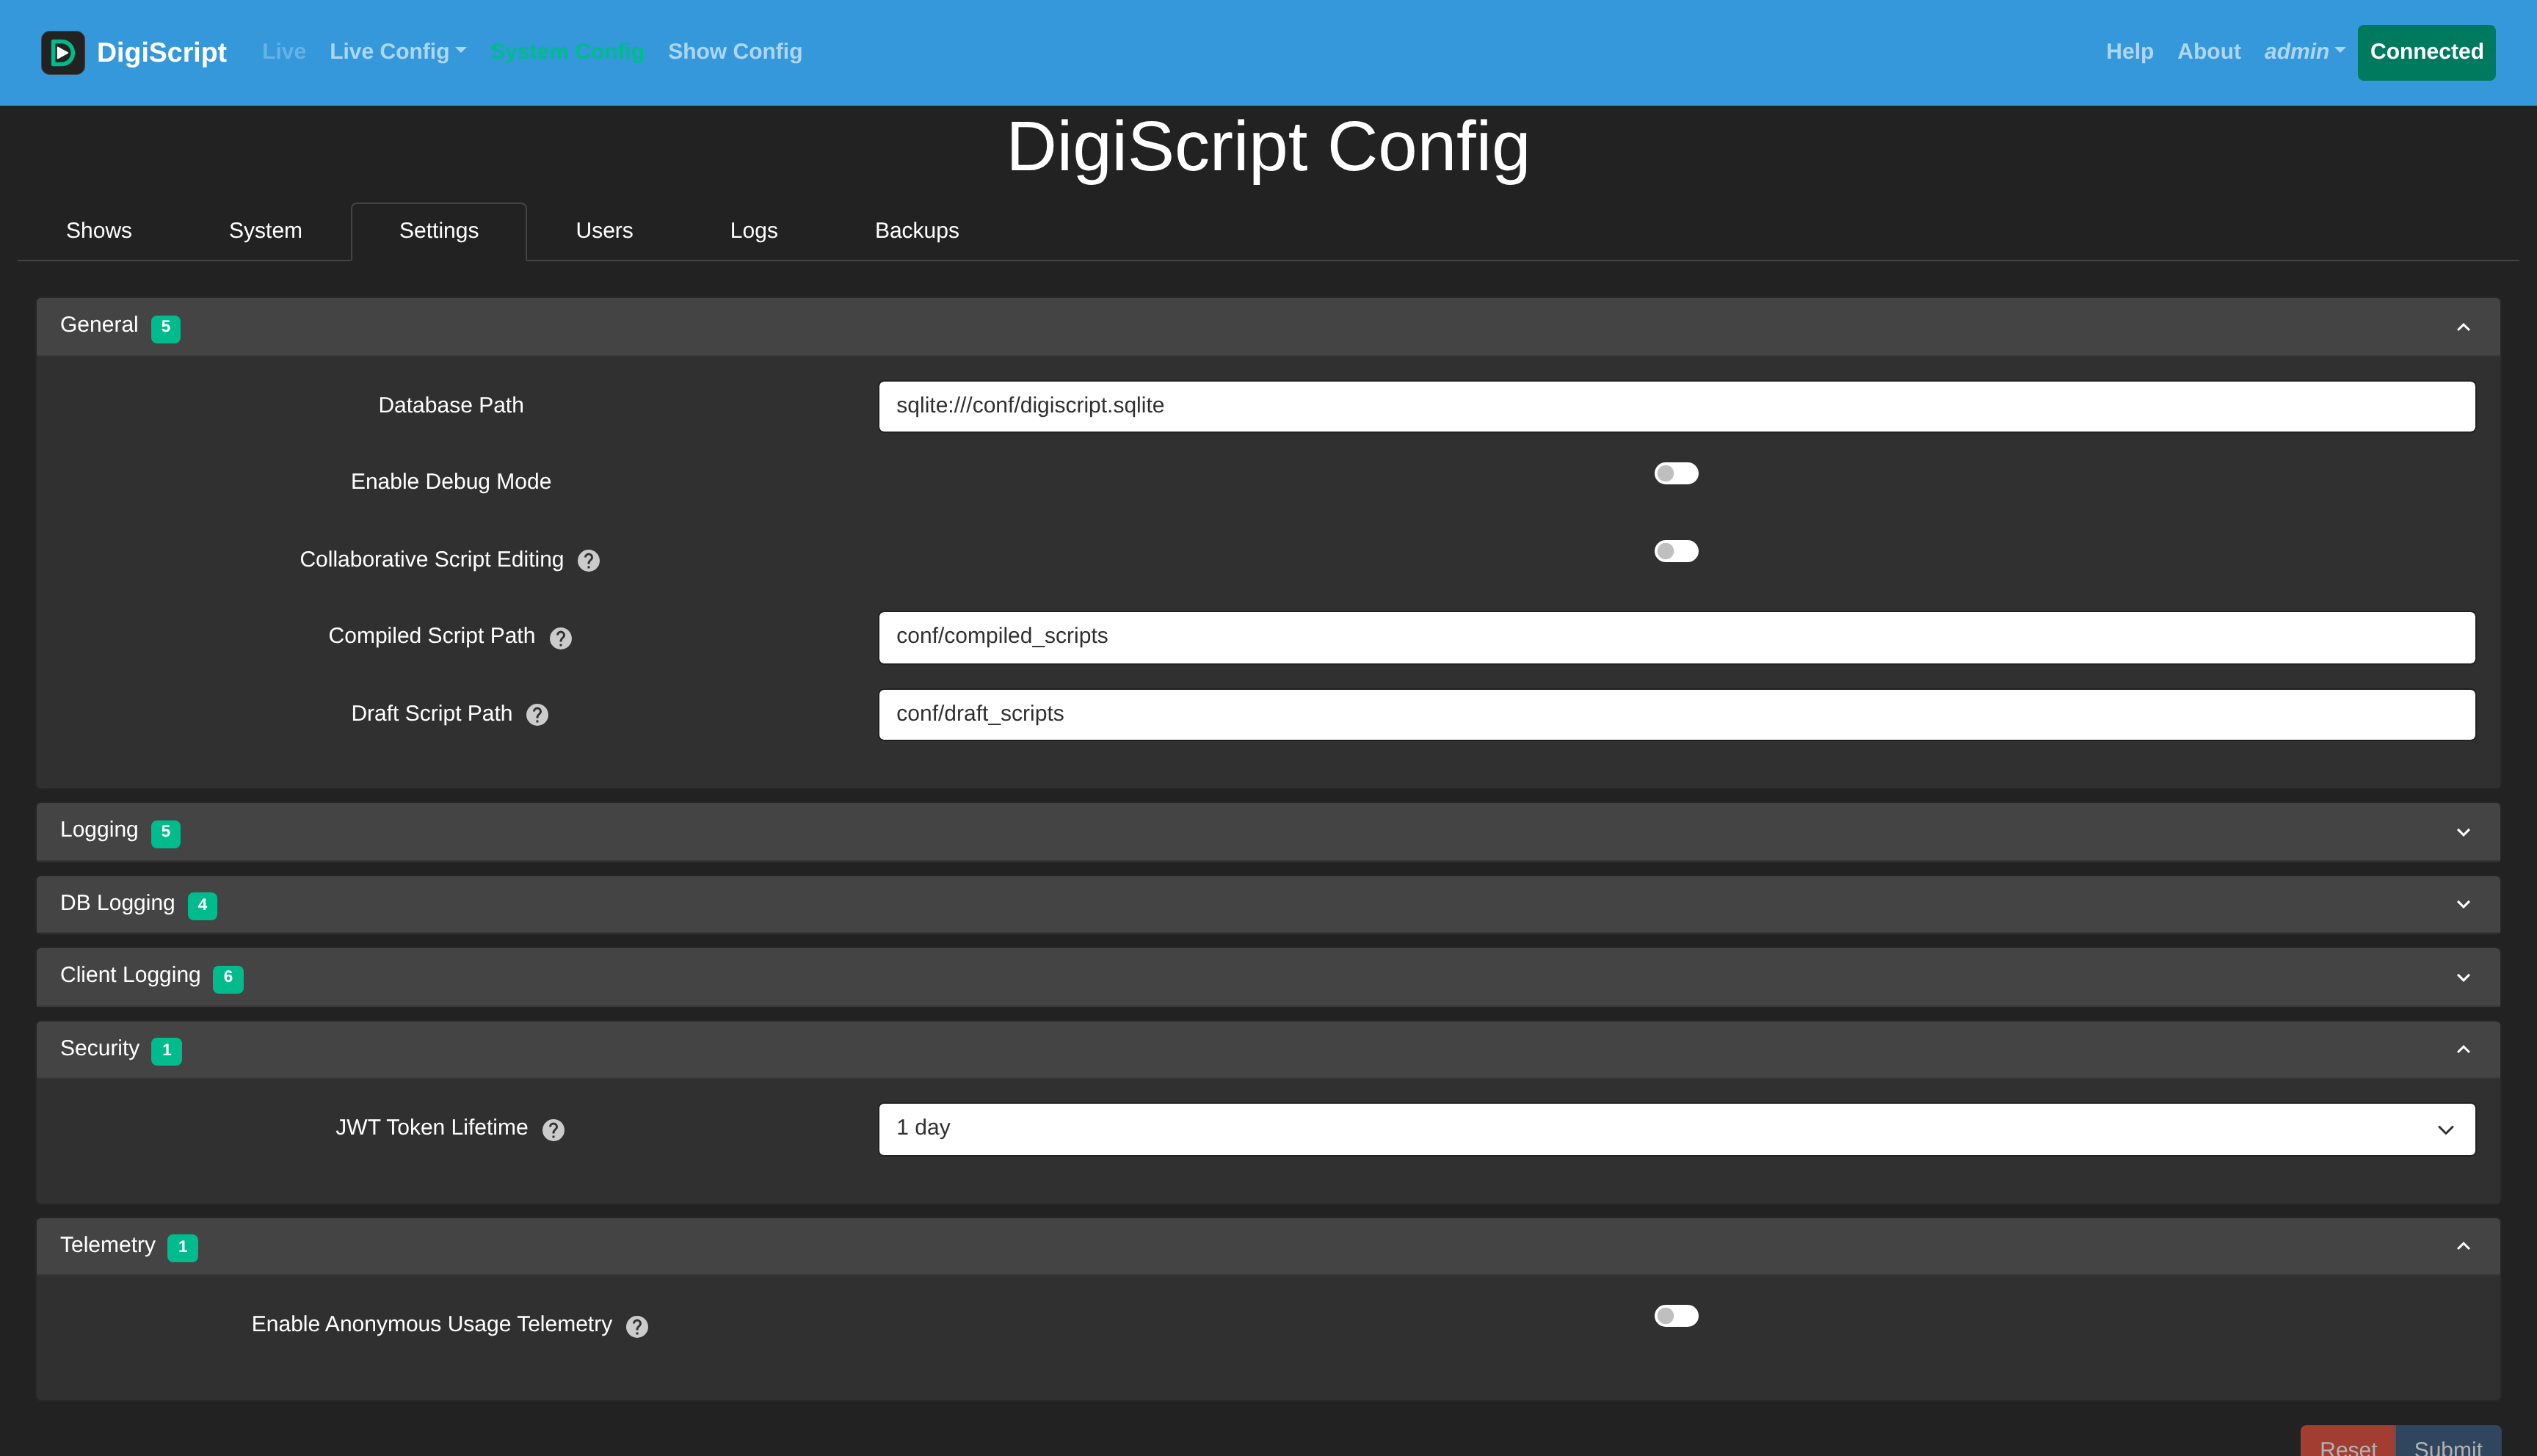 DigiScript Live Live Config System Config Show Config Help About admin Connected
DigiScript Config
Shows System Settings Users Logs Backups
General 5
Database Path sqlite:///conf/digiscript.sqlite
Enable Debug Mode
Collaborative Script Editing ?
Compiled Script Path ? conf/compiled_scripts
Draft Script Path ? conf/draft_scripts
Logging 5
DB Logging 4
Client Logging 6
Security 1
JWT Token Lifetime ? 1 day
Telemetry 1
Enable Anonymous Usage Telemetry ?
Reset Submit